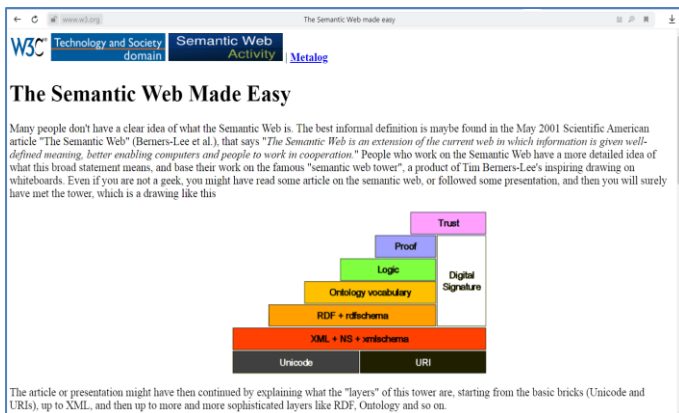 www.w3.org
The Semantic Web made easy
W3C Technology and Society domain Semantic Web Activity | Metalog
The Semantic Web Made Easy
Many people don't have a clear idea of what the Semantic Web is. The best informal definition is maybe found in the May 2001 Scientific American
article "The Semantic Web" (Berners-Lee et al.), that says "The Semantic Web is an extension of the current web in which information is given well-
defined meaning, better enabling computers and people to work in cooperation." People who work on the Semantic Web have a more detailed idea of
what this broad statement means, and base their work on the famous "semantic web tower", a product of Tim Berners-Lee's inspiring drawing on
whiteboards. Even if you are not a geek, you might have read some article on the semantic web, or followed some presentation, and then you will surely
have met the tower, which is a drawing like this
Trust
Proof
Logic
Digital
Signature
Ontology vocabulary
RDF + rdfschema
XML + NS + xmlschema
Unicode
URI
The article or presentation might have then continued by explaining what the "layers" of this tower are, starting from the basic bricks (Unicode and
URIs), up to XML, and then up to more and more sophisticated layers like RDF, Ontology and so on.